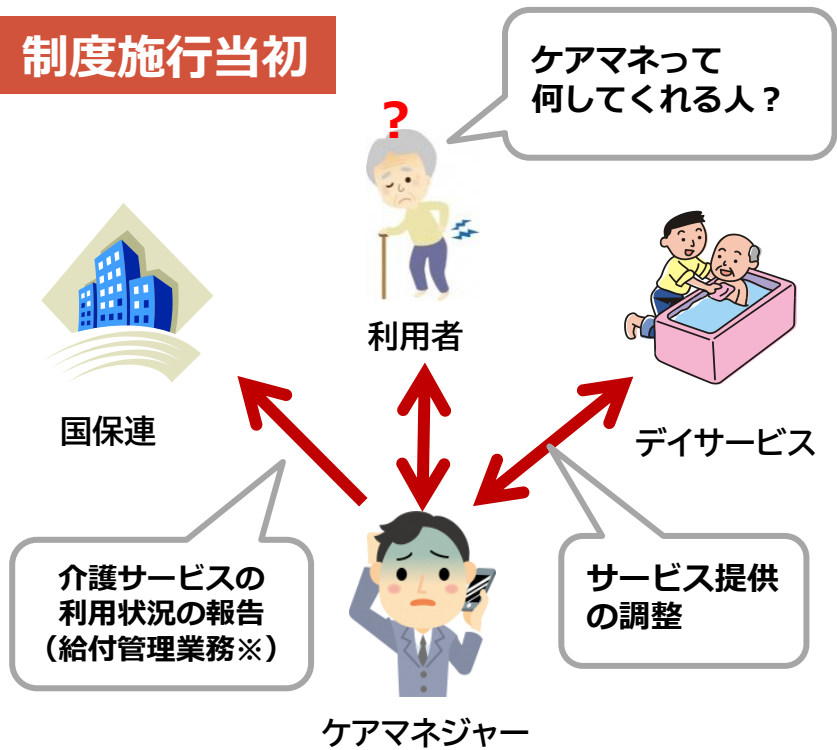 制度施行当初
ケアマネって
何してくれる人？
?
利用者
国保連
デイサービス
介護サービスの
利用状況の報告
（給付管理業務※）
サービス提供
の調整
ケアマネジャー